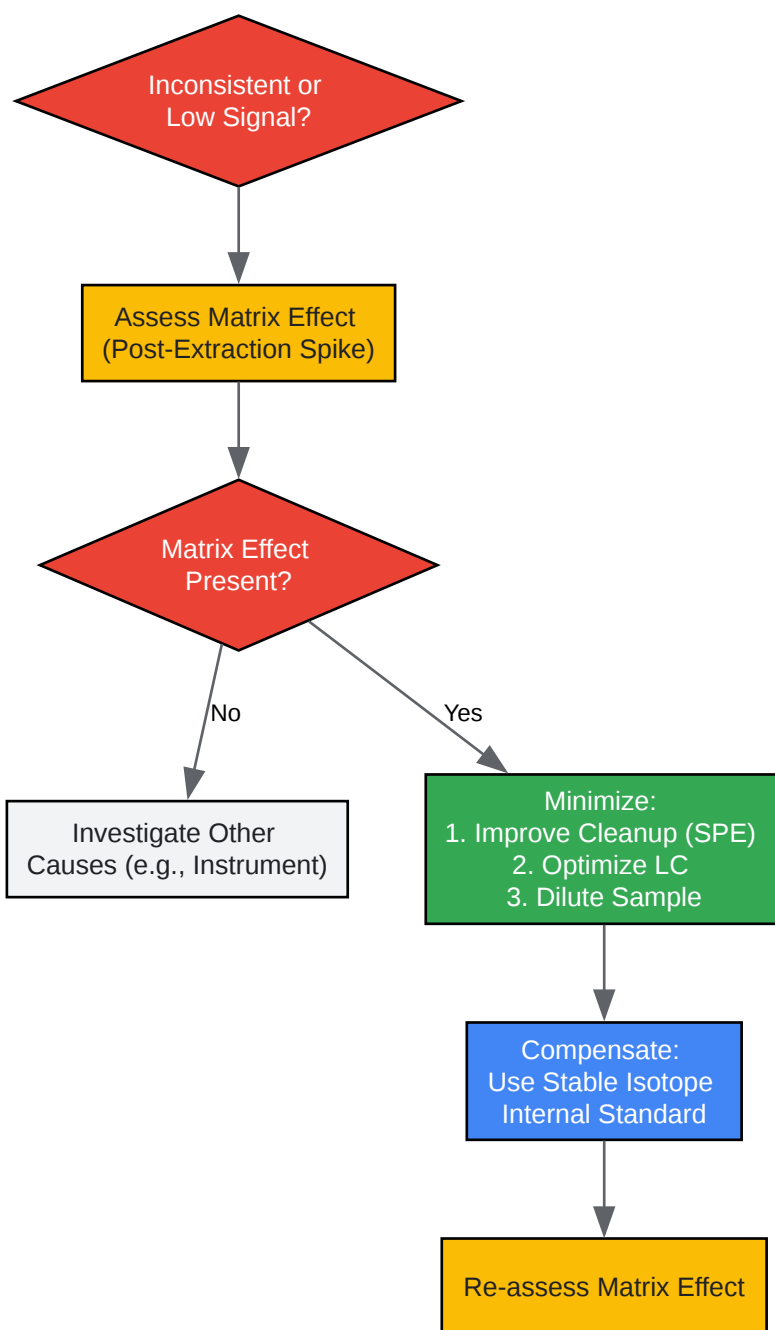 Inconsistent or
Low Signal?
Assess Matrix Effect
(Post-Extraction Spike)
Matrix Effect
Present?
No
Yes
Investigate Other
Causes (e.g., Instrument)
Minimize:
1. Improve Cleanup (SPE)
2. Optimize LC
3. Dilute Sample
Compensate:
Use Stable Isotope
Internal Standard
Re-assess Matrix Effect